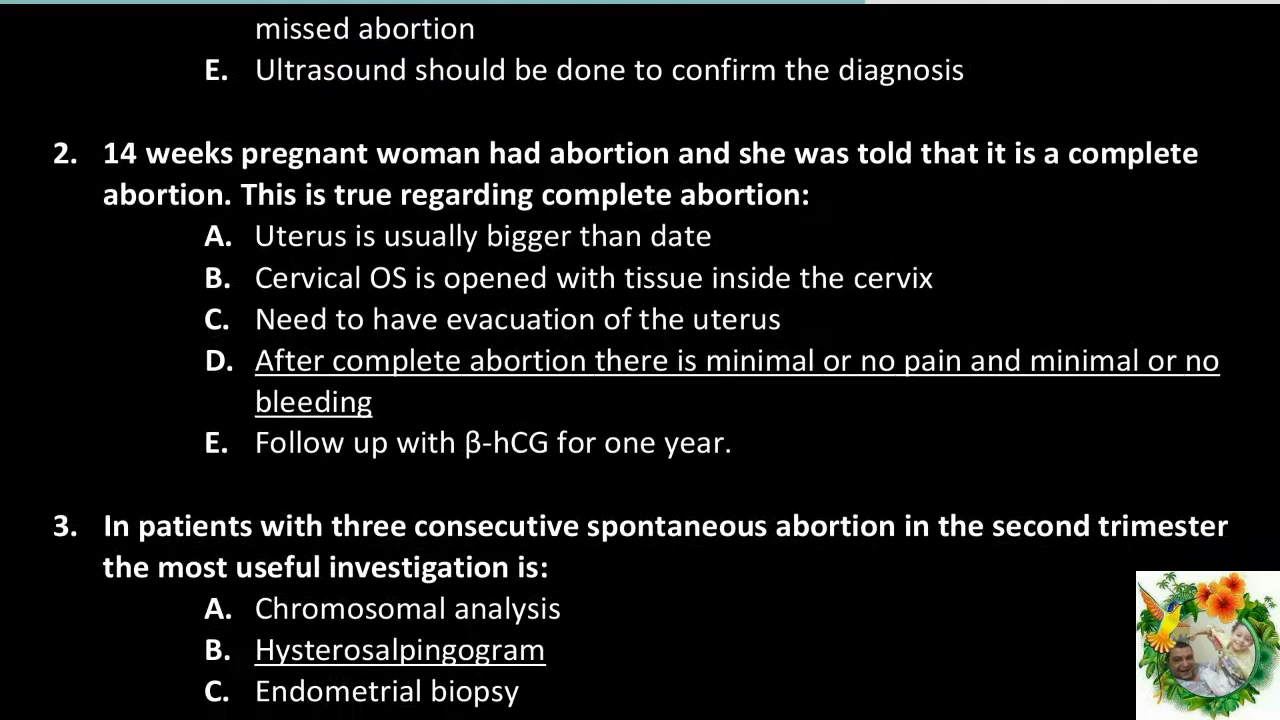 missed abortion
E. Ultrasound should be done to confirm the diagnosis
2. 14 weeks pregnant woman had abortion and she was told that it is a complete
abortion. This is true regarding complete abortion:
A. Uterus is usually bigger than date
B. Cervical OS is opened with tissue inside the cervix
C. Need to have evacuation of the uterus
D. After complete abortion there is minimal or no pain and minimal or no
bleeding
E. Follow up with β-hCG for one year.
3. In patients with three consecutive spontaneous abortion in the second trimester
the most useful investigation is:
A. Chromosomal analysis
B. Hysterosalpingogram
C. Endometrial biopsy